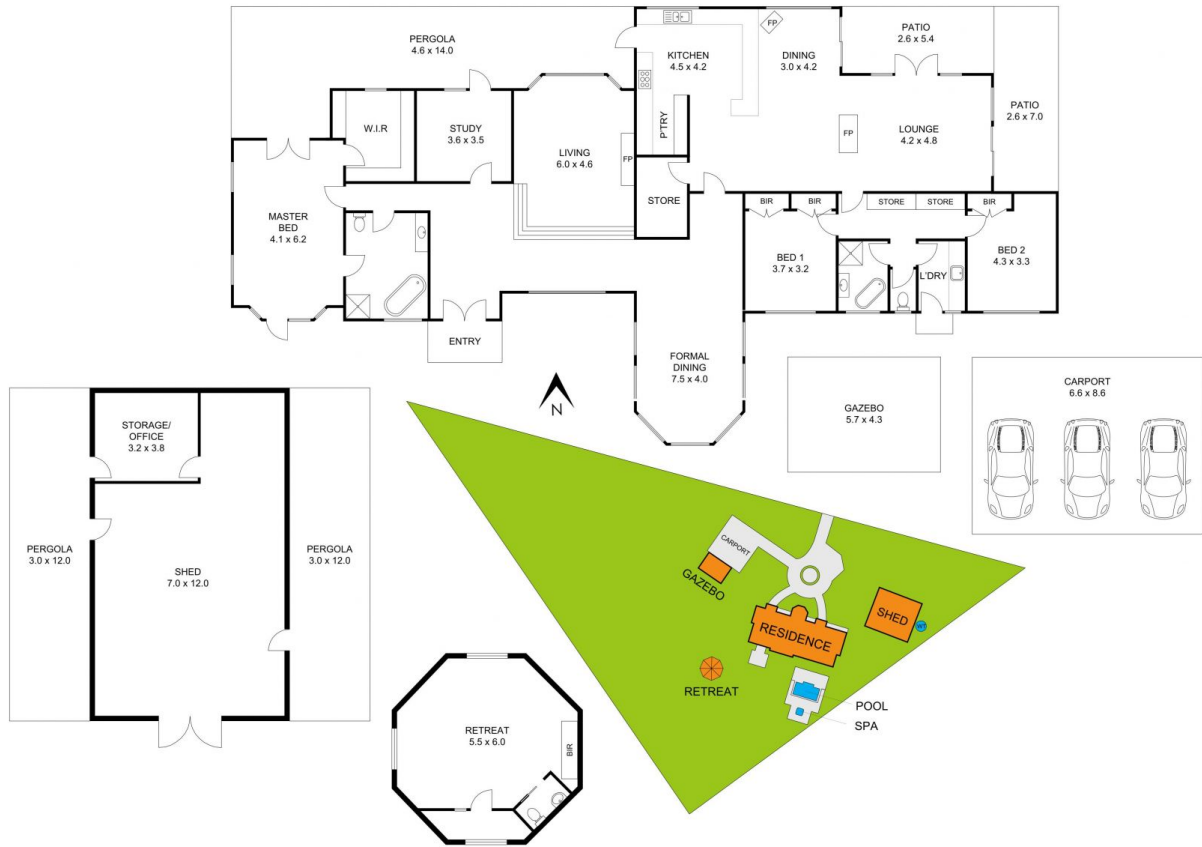 PERGOLA
4.6 x 14.0
KITCHEN
4.5 x 4.2
FP
DINING
3.0 x 4.2
PATIO
2.6 x 5.4
PATIO
2.6 x 7.0
W.I.R
STUDY
3.6 x 3.5
LIVING
6.0 x 4.6
FP
P'TRY
FP
LOUNGE
4.2 x 4.8
STORE
MASTER
BED
4.1 x 6.2
BIR
BIR
STORE
STORE
BIR
BED 1
3.7 x 3.2
L'DRY
BED 2
4.3 x 3.3
ENTRY
FORMAL
DINING
7.5 x 4.0
N
GAZEBO
5.7 x 4.3
CARPORT
6.6 x 8.6
STORAGE/
OFFICE
3.2 x 3.8
PERGOLA
3.0 x 12.0
SHED
7.0 x 12.0
PERGOLA
3.0 x 12.0
RETREAT
5.5 x 6.0
BIR
CARPORT
GAZEBO
RESIDENCE
SHED
WT
RETREAT
POOL
SPA